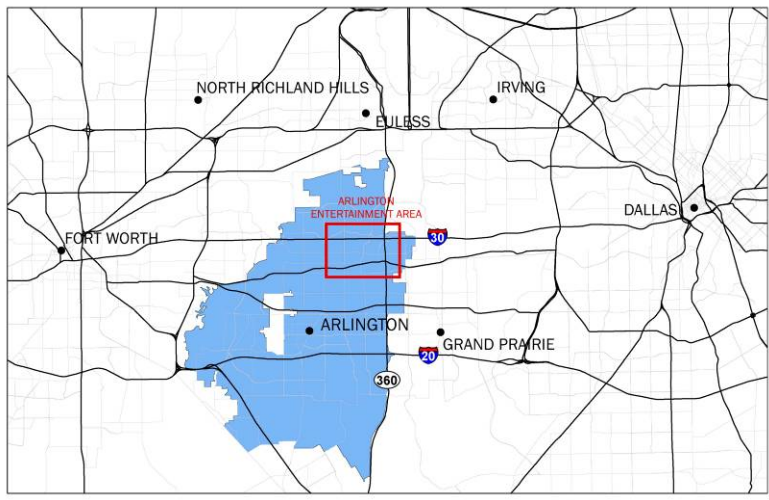 NORTH RICHLAND HILLS
IRVING
EULESS
ARLINGTON
ENTERTAINMENT AREA
DALLAS
FORT WORTH
30
ARLINGTON
GRAND PRAIRIE
20
360